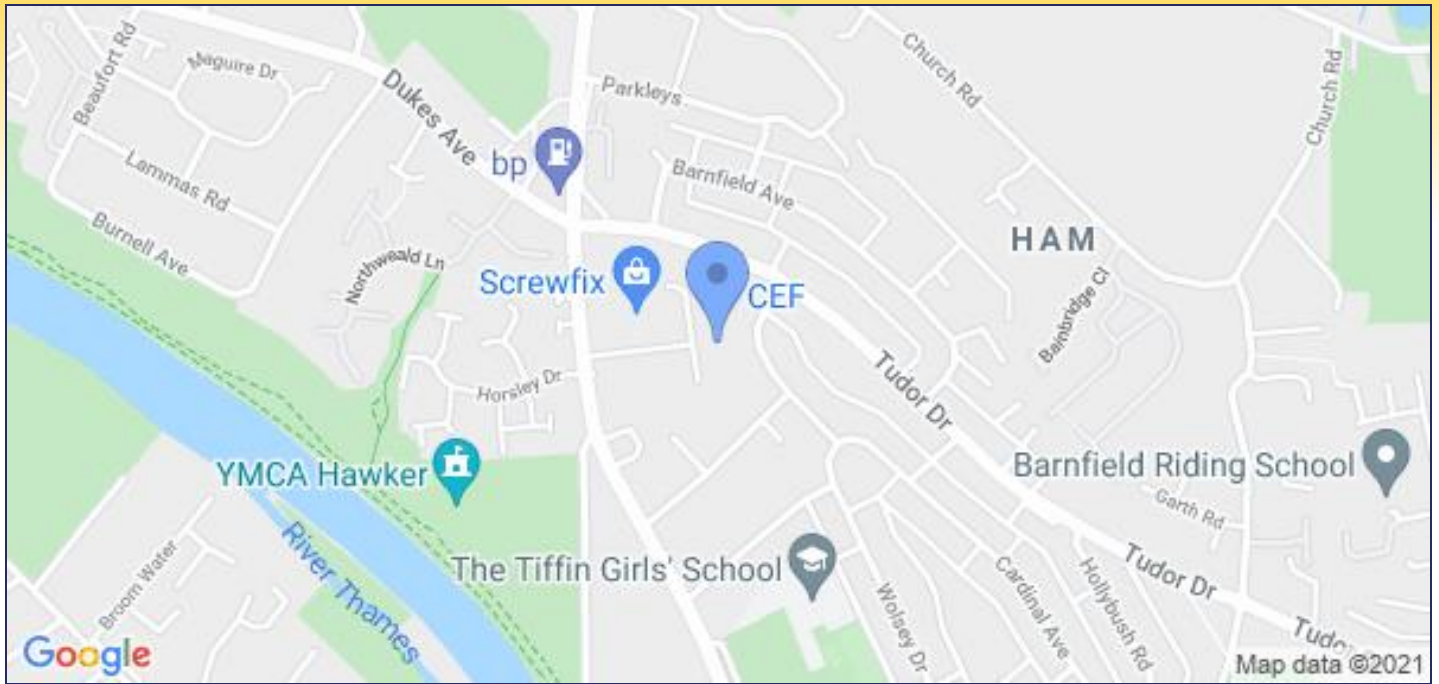 Beaufort Rd
Maguire Dr
Dukes Ave
Parkleys
Church Rd
Church Rd
bp
Lammas Rd
Barnfield Ave
Burnell Ave
HAM
Northweald Ln
Screwfix
CEF
Bainbridge Cl
Horsley Dr
Tudor Dr
YMCA Hawker
Barnfield Riding School
Garth Rd
River Thames
The Tiffin Girls' School
Broom Water
Wolsey Dr
Cardinal Ave
Hollybush Rd
Tudor Dr
Google
Map data ©2021